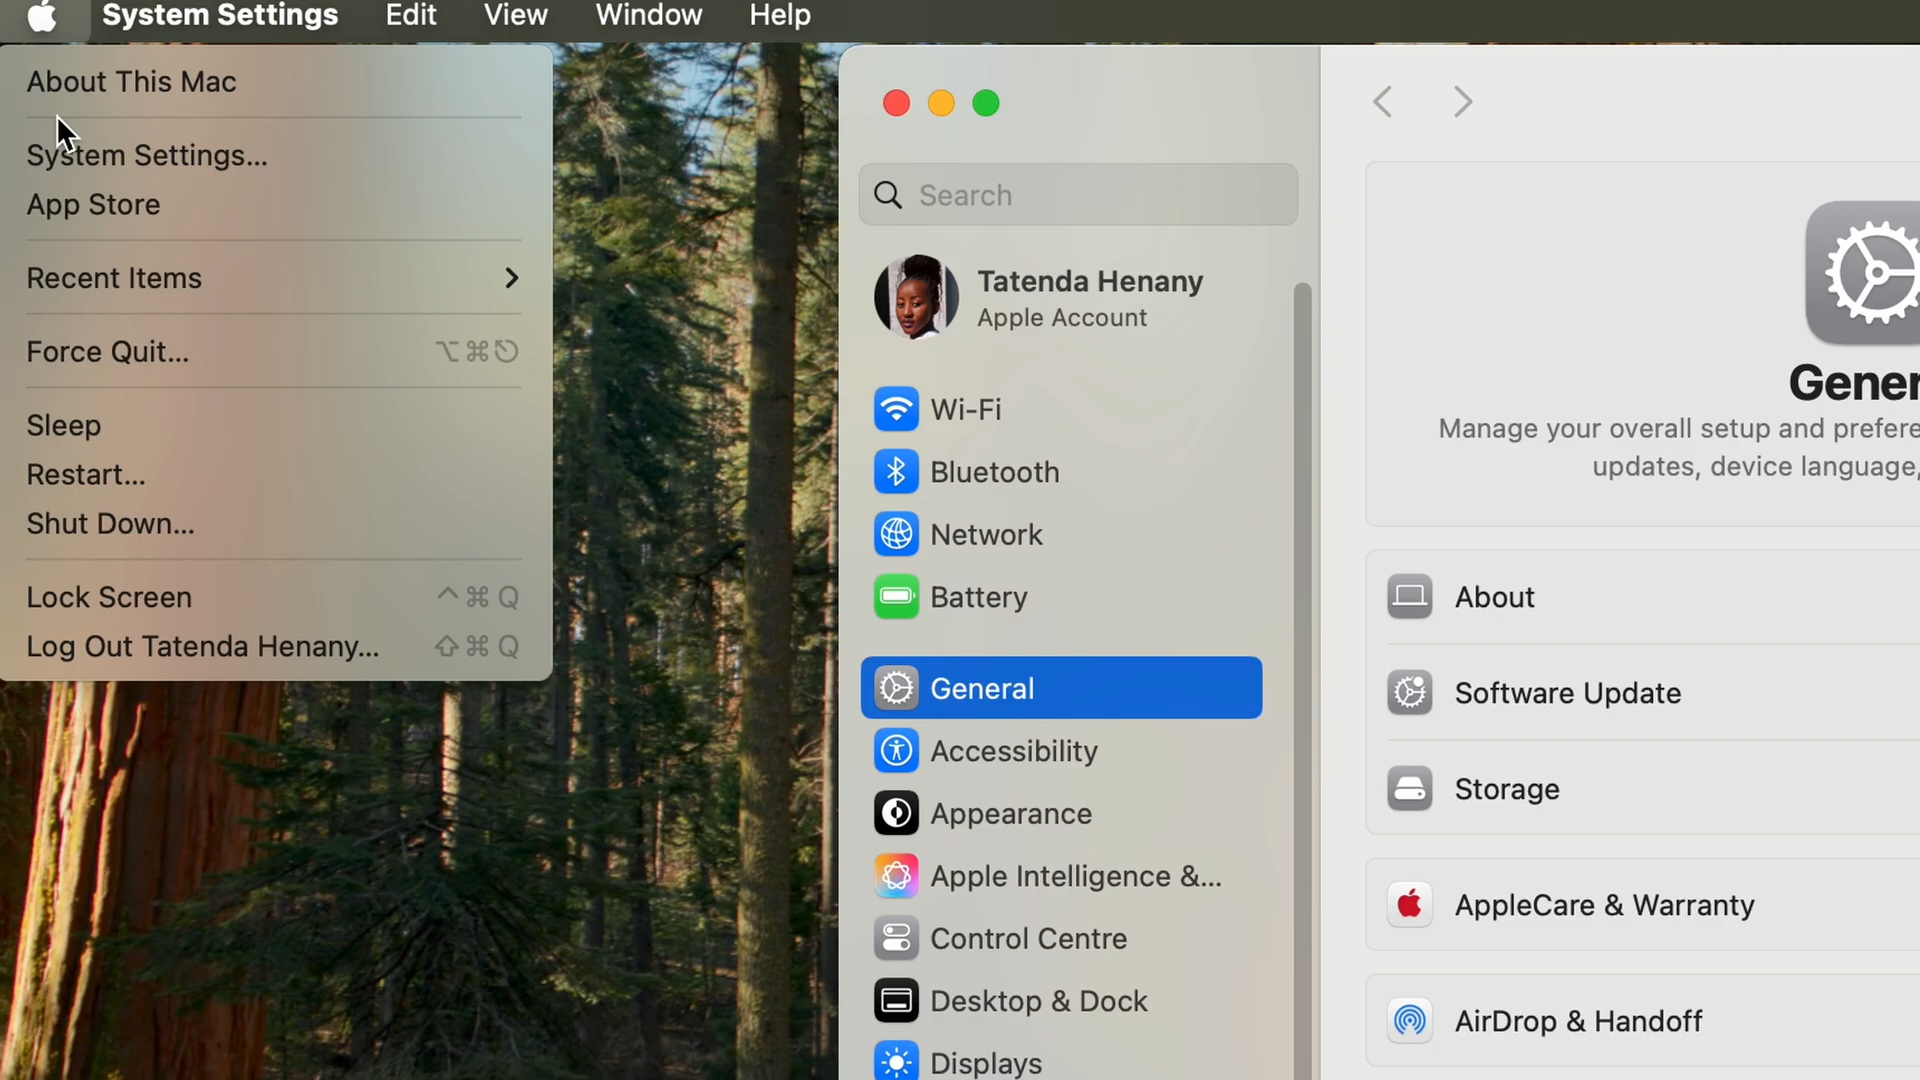 System Settings Edit View Window Help
About This Mac
System Settings...
App Store
Recent Items
Force Quit... ⌥⌘⎋
Sleep
Restart...
Shut Down...
Lock Screen ^⌘Q
Log Out Tatenda Henany... ⇧⌘Q
Search
Tatenda Henany
Apple Account
Wi-Fi
Bluetooth
Network
Battery
General
Accessibility
Appearance
Apple Intelligence &...
Control Centre
Desktop & Dock
Displays
Gener
Manage your overall setup and prefere
updates, device language,
About
Software Update
Storage
AppleCare & Warranty
AirDrop & Handoff